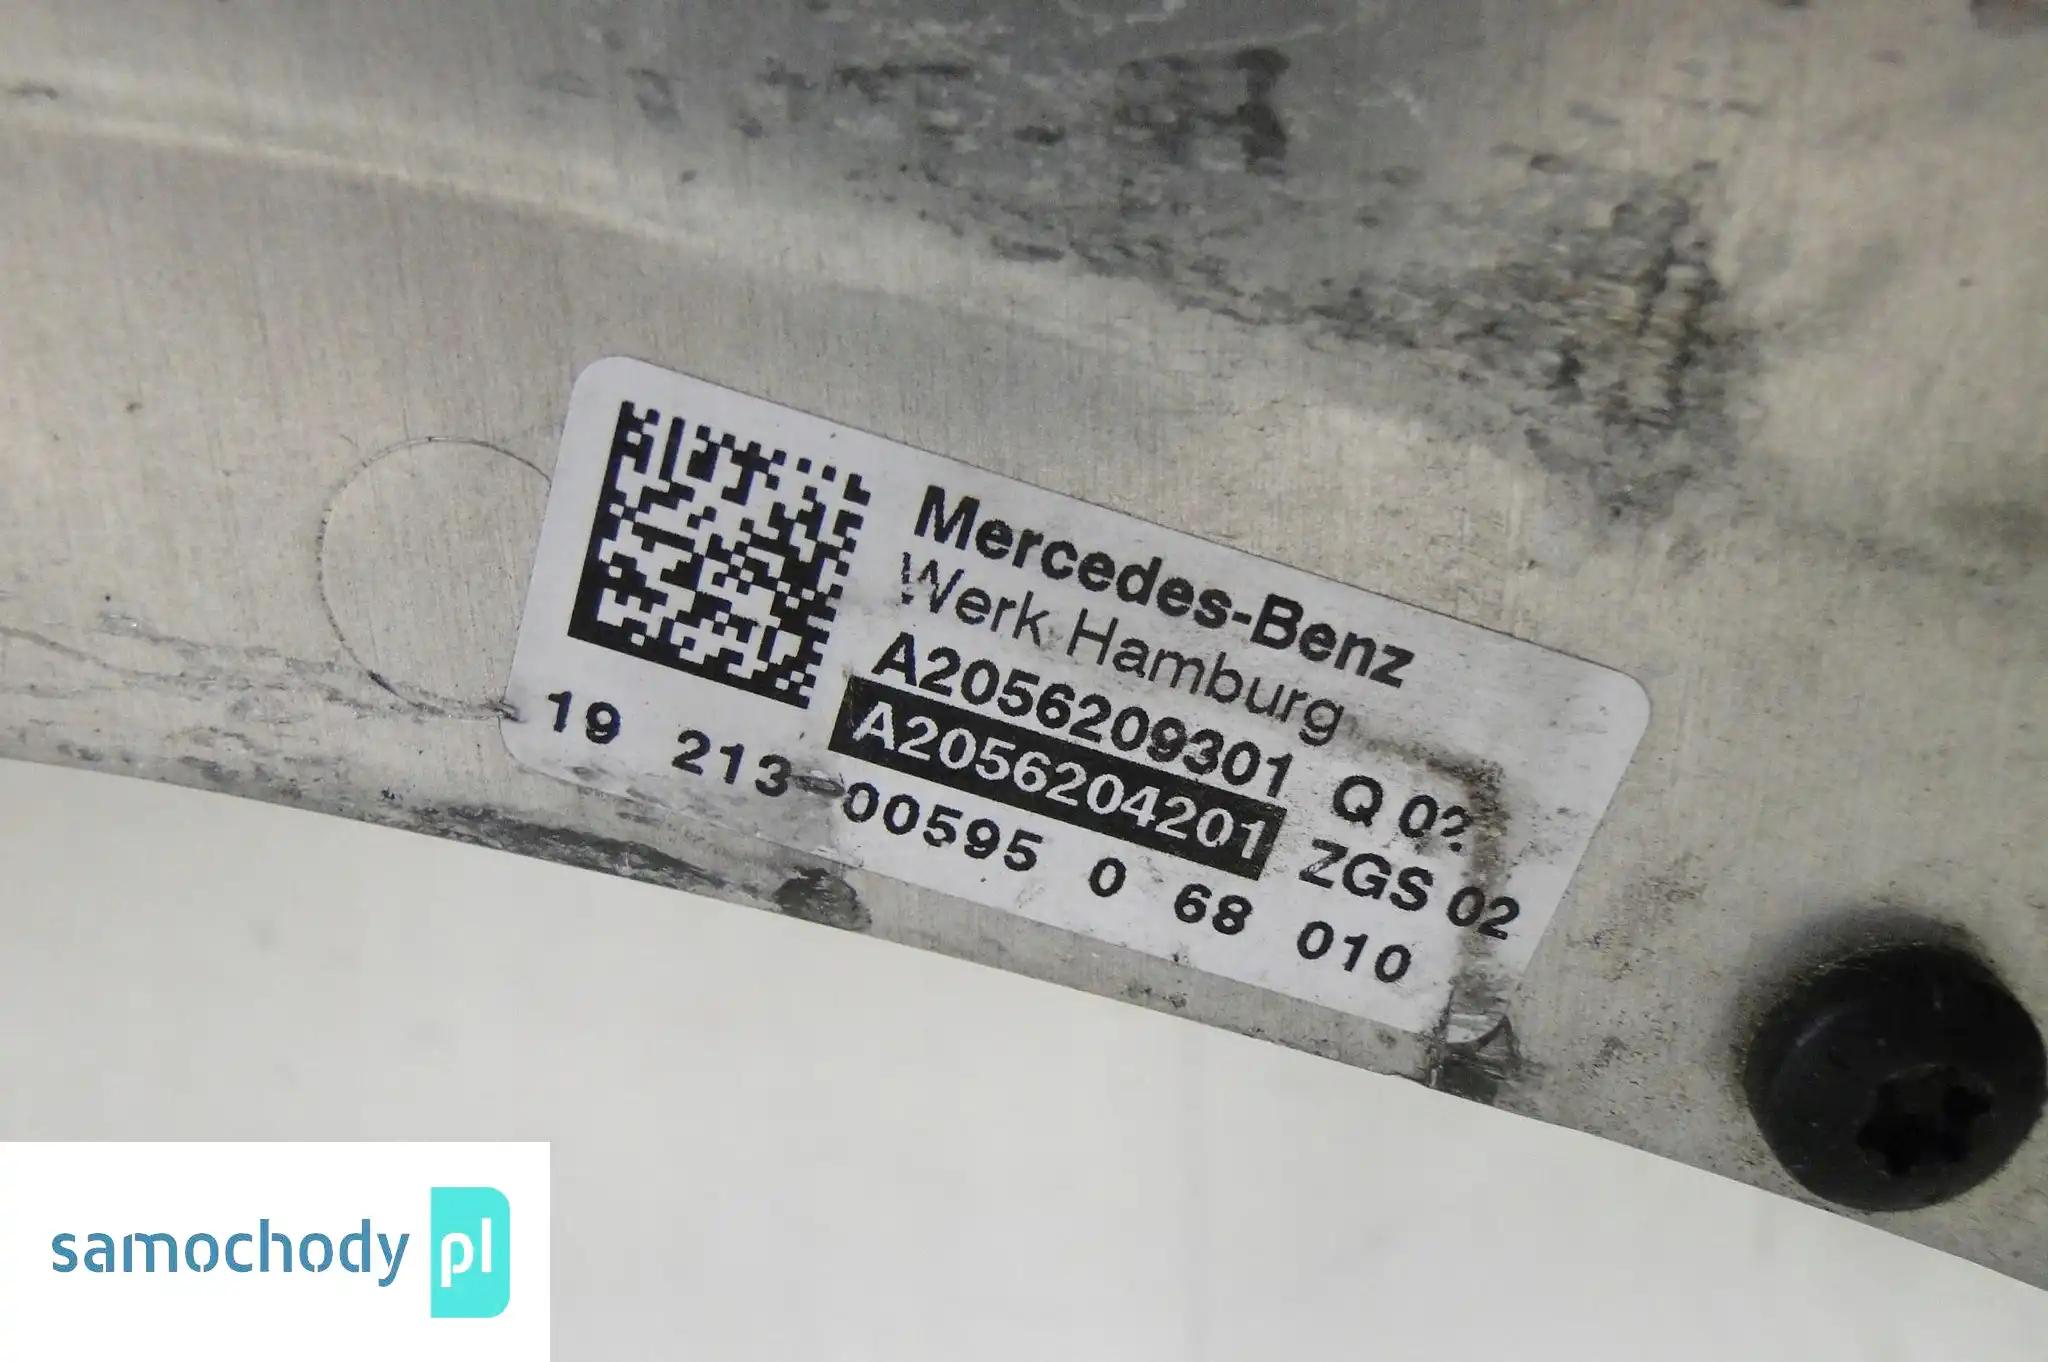 Mercedes-Benz
Werk Hamburg
A2056209301 Q 02
A2056204201 ZGS 02
19 213 00595 0 68 010
samochody pl